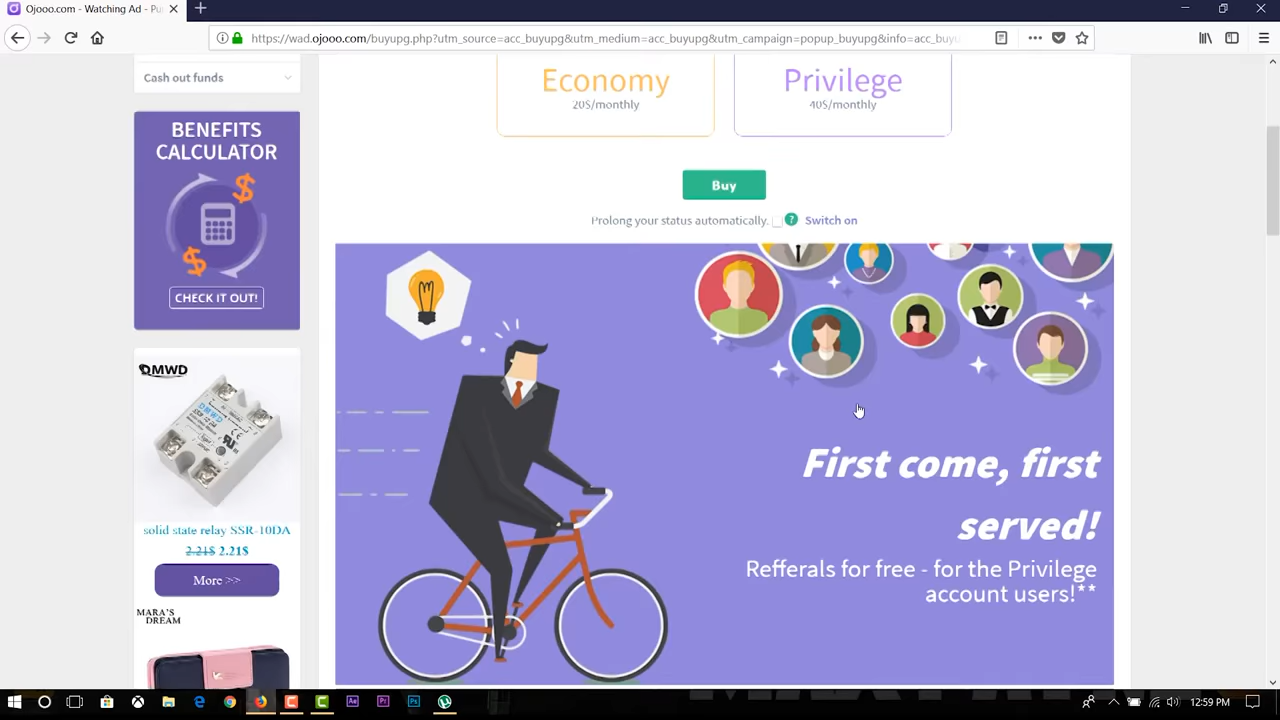 Ojooo.com - Watching Ad - Pu
https://wad.ojooo.com/buyupg.php?utm_source=acc_buyupg&utm_medium=acc_buyupg&utm_campaign=popup_buyupg&info=acc_buyu
Cash out funds
Economy
20$/monthly
Privilege
40$/monthly
Buy
Prolong your status automatically. ? Switch on
BENEFITS
CALCULATOR
CHECK IT OUT!
First come, first
served!
Refferals for free - for the Privilege
account users!**
DMWD
solid state relay SSR-10DA
2.21$ 2.21$
More >>
MARA'S
DREAM
12:59 PM